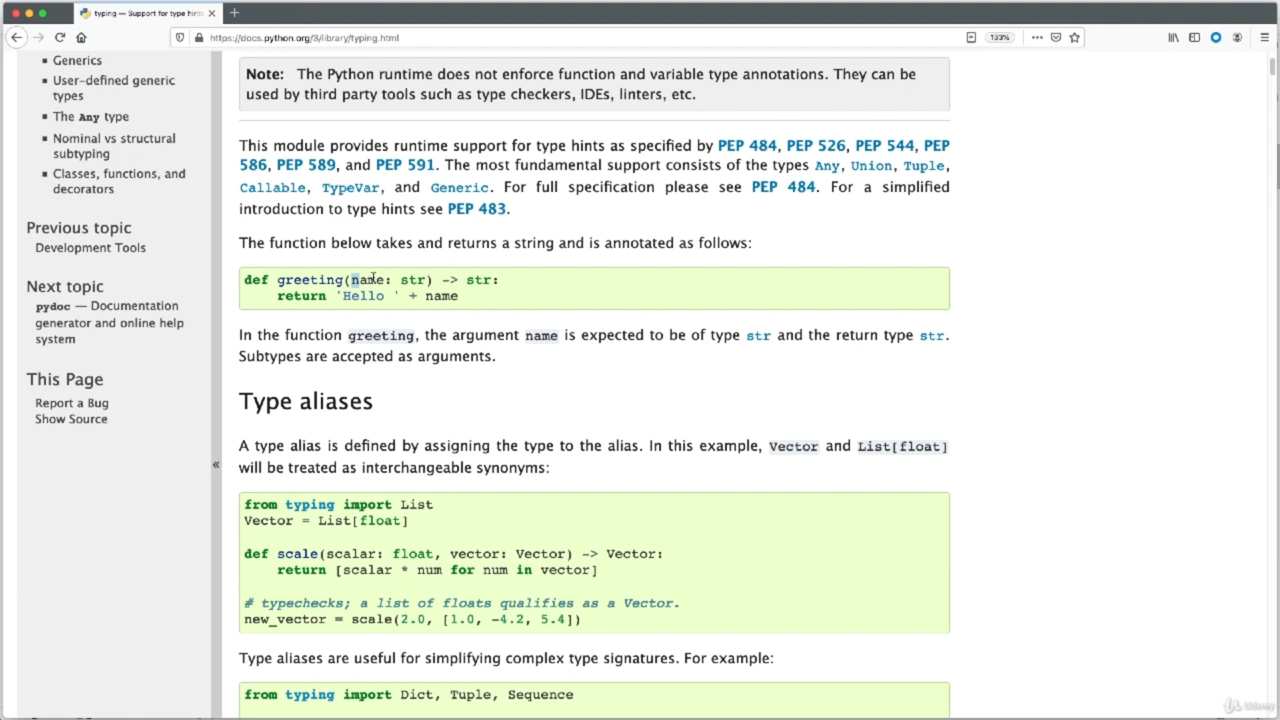 typing — Support for type hints
https://docs.python.org/3/library/typing.html
133%
Generics
User-defined generic
types
The Any type
Nominal vs structural
subtyping
Classes, functions, and
decorators
Previous topic
Development Tools
Next topic
pydoc — Documentation
generator and online help
system
This Page
Report a Bug
Show Source
«
Note: The Python runtime does not enforce function and variable type annotations. They can be
used by third party tools such as type checkers, IDEs, linters, etc.
This module provides runtime support for type hints as specified by PEP 484, PEP 526, PEP 544, PEP
586, PEP 589, and PEP 591. The most fundamental support consists of the types Any, Union, Tuple,
Callable, TypeVar, and Generic. For full specification please see PEP 484. For a simplified
introduction to type hints see PEP 483.
The function below takes and returns a string and is annotated as follows:
def greeting(name: str) -> str:
    return 'Hello ' + name
In the function greeting, the argument name is expected to be of type str and the return type str.
Subtypes are accepted as arguments.
Type aliases
A type alias is defined by assigning the type to the alias. In this example, Vector and List[float]
will be treated as interchangeable synonyms:
from typing import List
Vector = List[float]
def scale(scalar: float, vector: Vector) -> Vector:
    return [scalar * num for num in vector]
# typechecks; a list of floats qualifies as a Vector.
new_vector = scale(2.0, [1.0, -4.2, 5.4])
Type aliases are useful for simplifying complex type signatures. For example:
from typing import Dict, Tuple, Sequence
Udemy